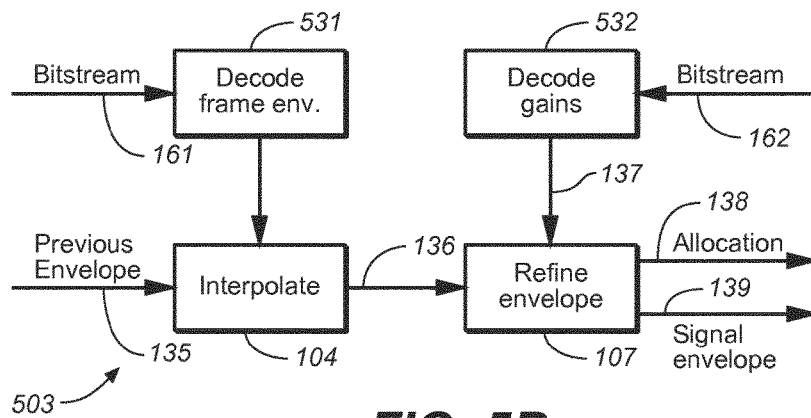 531
532
Bitstream
Decode
frame env.
Decode
gains
Bitstream
161
162
137
138
Previous
Envelope
136
Allocation
Interpolate
Refine
envelope
139
135
104
107
Signal
envelope
503